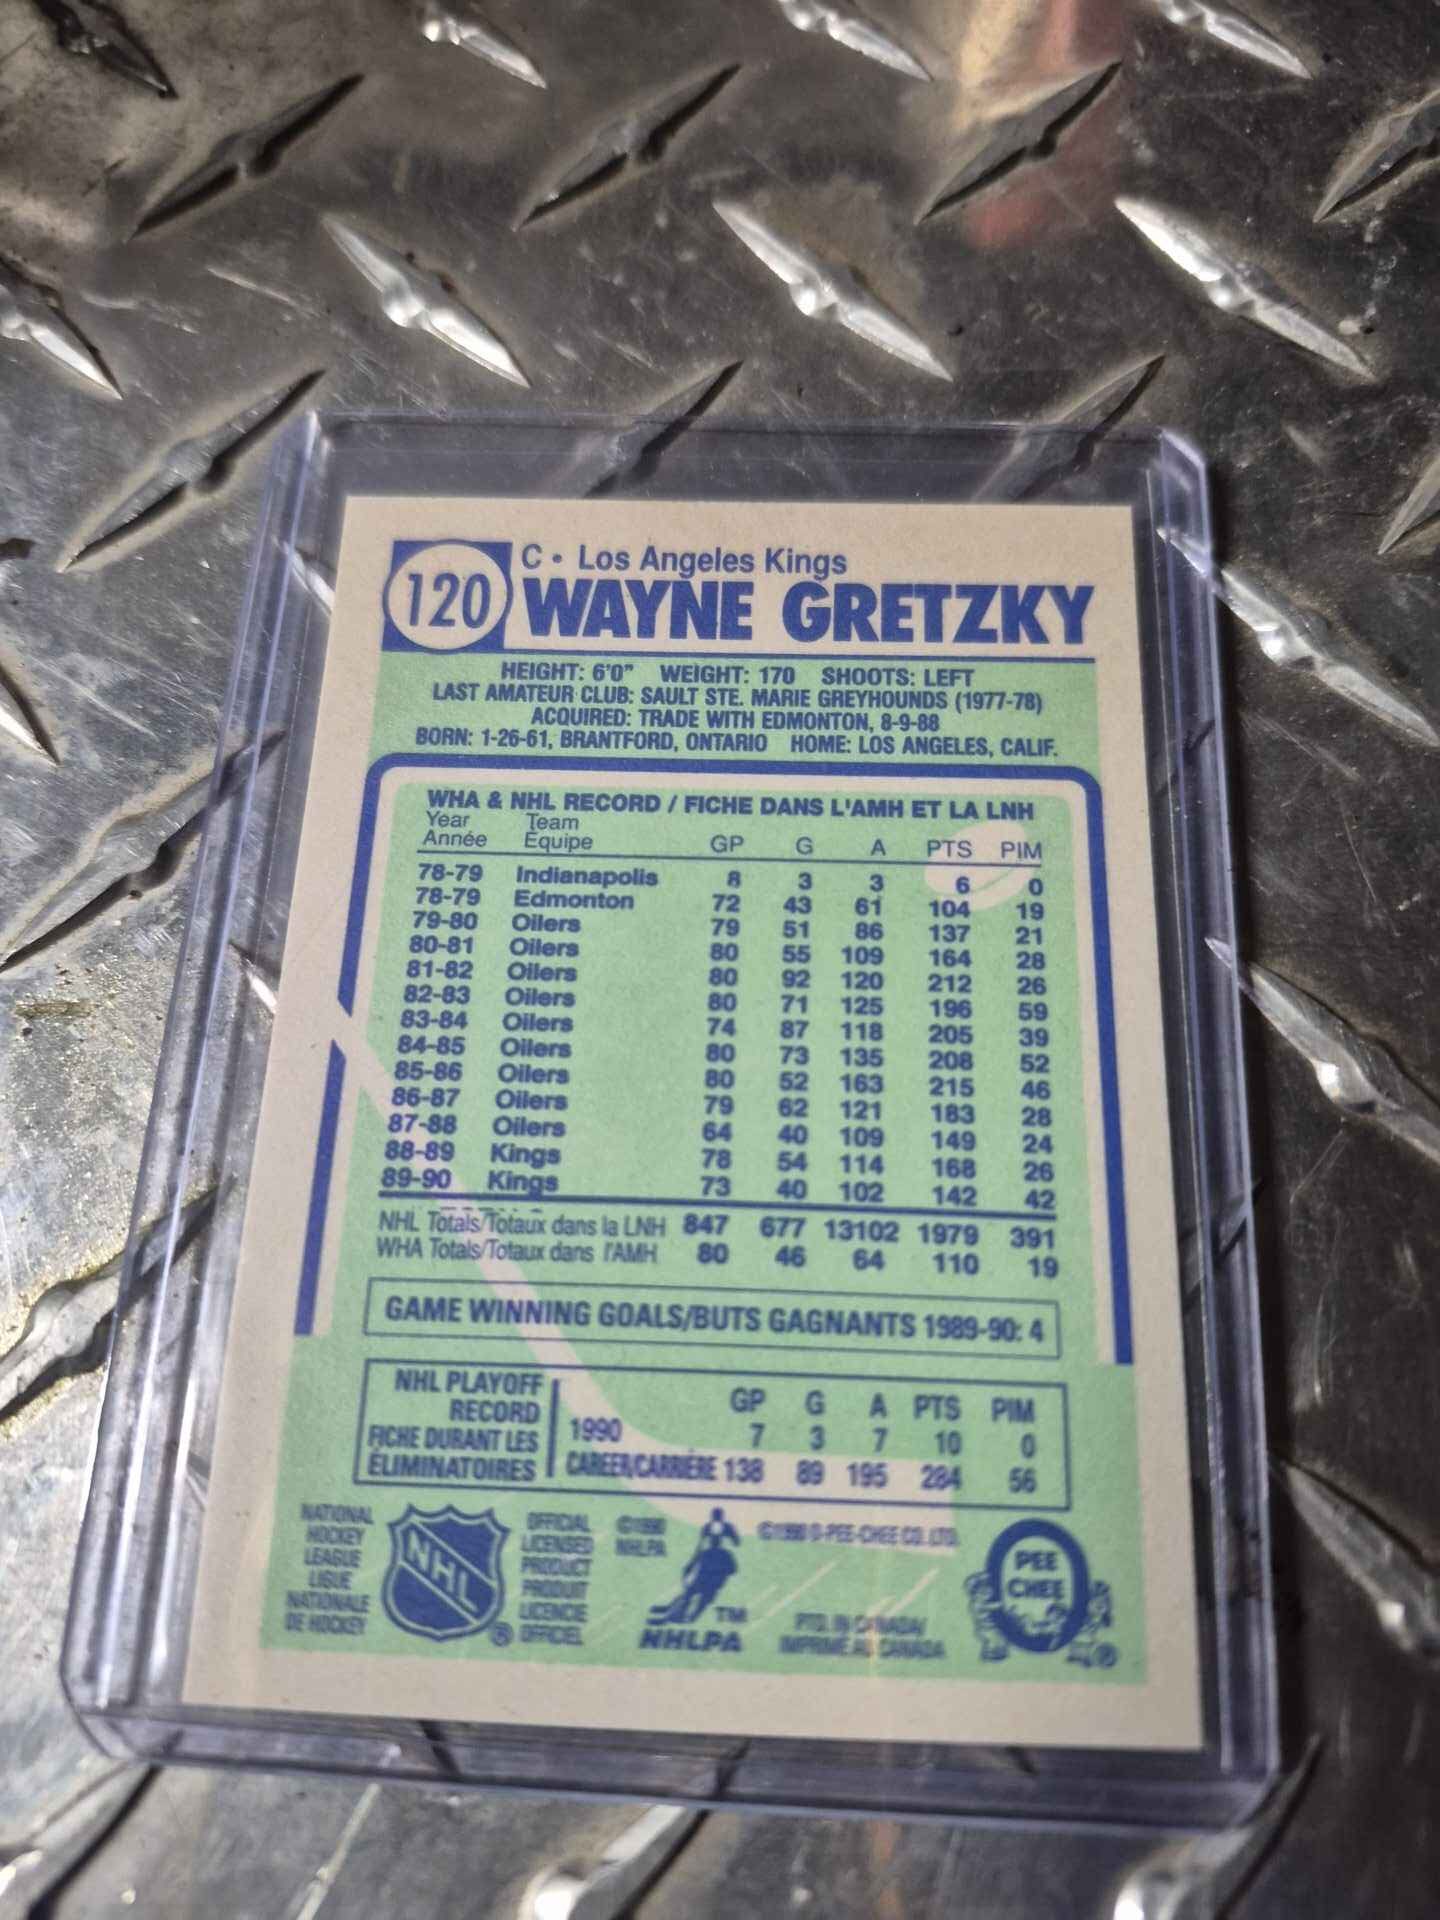 120
C • Los Angeles Kings
WAYNE GRETZKY
HEIGHT: 6'0" WEIGHT: 170 SHOOTS: LEFT
LAST AMATEUR CLUB: SAULT STE. MARIE GREYHOUNDS (1977-78)
ACQUIRED: TRADE WITH EDMONTON, 8-9-88
BORN: 1-26-61, BRANTFORD, ONTARIO HOME: LOS ANGELES, CALIF.
WHA & NHL RECORD / FICHE DANS L'AMH ET LA LNH
Year Team
Année Équipe GP G A PTS PIM
78-79 Indianapolis 8 3 3 6 0
78-79 Edmonton 72 43 61 104 19
79-80 Oilers 79 51 86 137 21
80-81 Oilers 80 55 109 164 28
81-82 Oilers 80 92 120 212 26
82-83 Oilers 80 71 125 196 59
83-84 Oilers 74 87 118 205 39
84-85 Oilers 80 73 135 208 52
85-86 Oilers 80 52 163 215 46
86-87 Oilers 79 62 121 183 28
87-88 Oilers 64 40 109 149 24
88-89 Kings 78 54 114 168 26
89-90 Kings 73 40 102 142 42
NHL Totals/Totaux dans la LNH 847 677 13102 1979 391
WHA Totals/Totaux dans l'AMH 80 46 64 110 19
GAME WINNING GOALS/BUTS GAGNANTS 1989-90: 4
NHL PLAYOFF
RECORD
FICHE DURANT LES
ÉLIMINATOIRES
GP G A PTS PIM
1990 7 3 7 10 0
CAREER/CARRIÈRE 138 89 195 284 56
NATIONAL
HOCKEY
LEAGUE
LIGUE
NATIONALE
DE HOCKEY
NHL
®
OFFICIAL
LICENSED
PRODUCT
PRODUIT
LICENCIE
OFFICIEL
©1990
NHLPA
TM
NHLPA
©1990 O-PEE-CHEE CO. LTD.
PTD. IN CANADA/
IMPRIMÉ AU CANADA
O PEE
CHEE
®